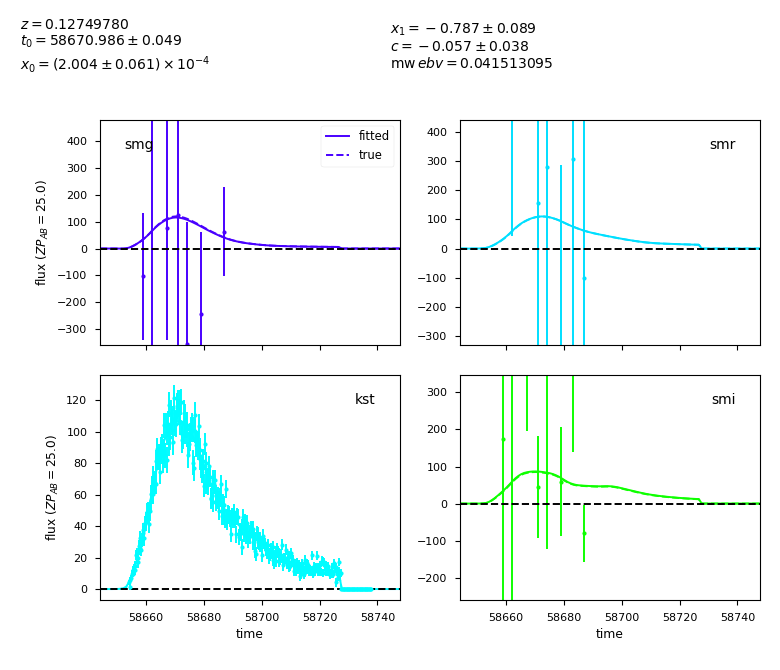 z = 0.12749780
t₀ = 58670.986 ± 0.049
x₀ = (2.004 ± 0.061) × 10⁻⁴
x₁ = −0.787 ± 0.089
c = −0.057 ± 0.038
mw ebv = 0.041513095
smg
fitted
true
400
300
200
100
0
−100
−200
−300
flux (ZP_AB = 25.0)
smr
400
300
200
100
0
−100
−200
−300
kst
120
100
80
60
40
20
0
flux (ZP_AB = 25.0)
58660 58680 58700 58720 58740
time
smi
300
200
100
0
−100
−200
58660 58680 58700 58720 58740
time